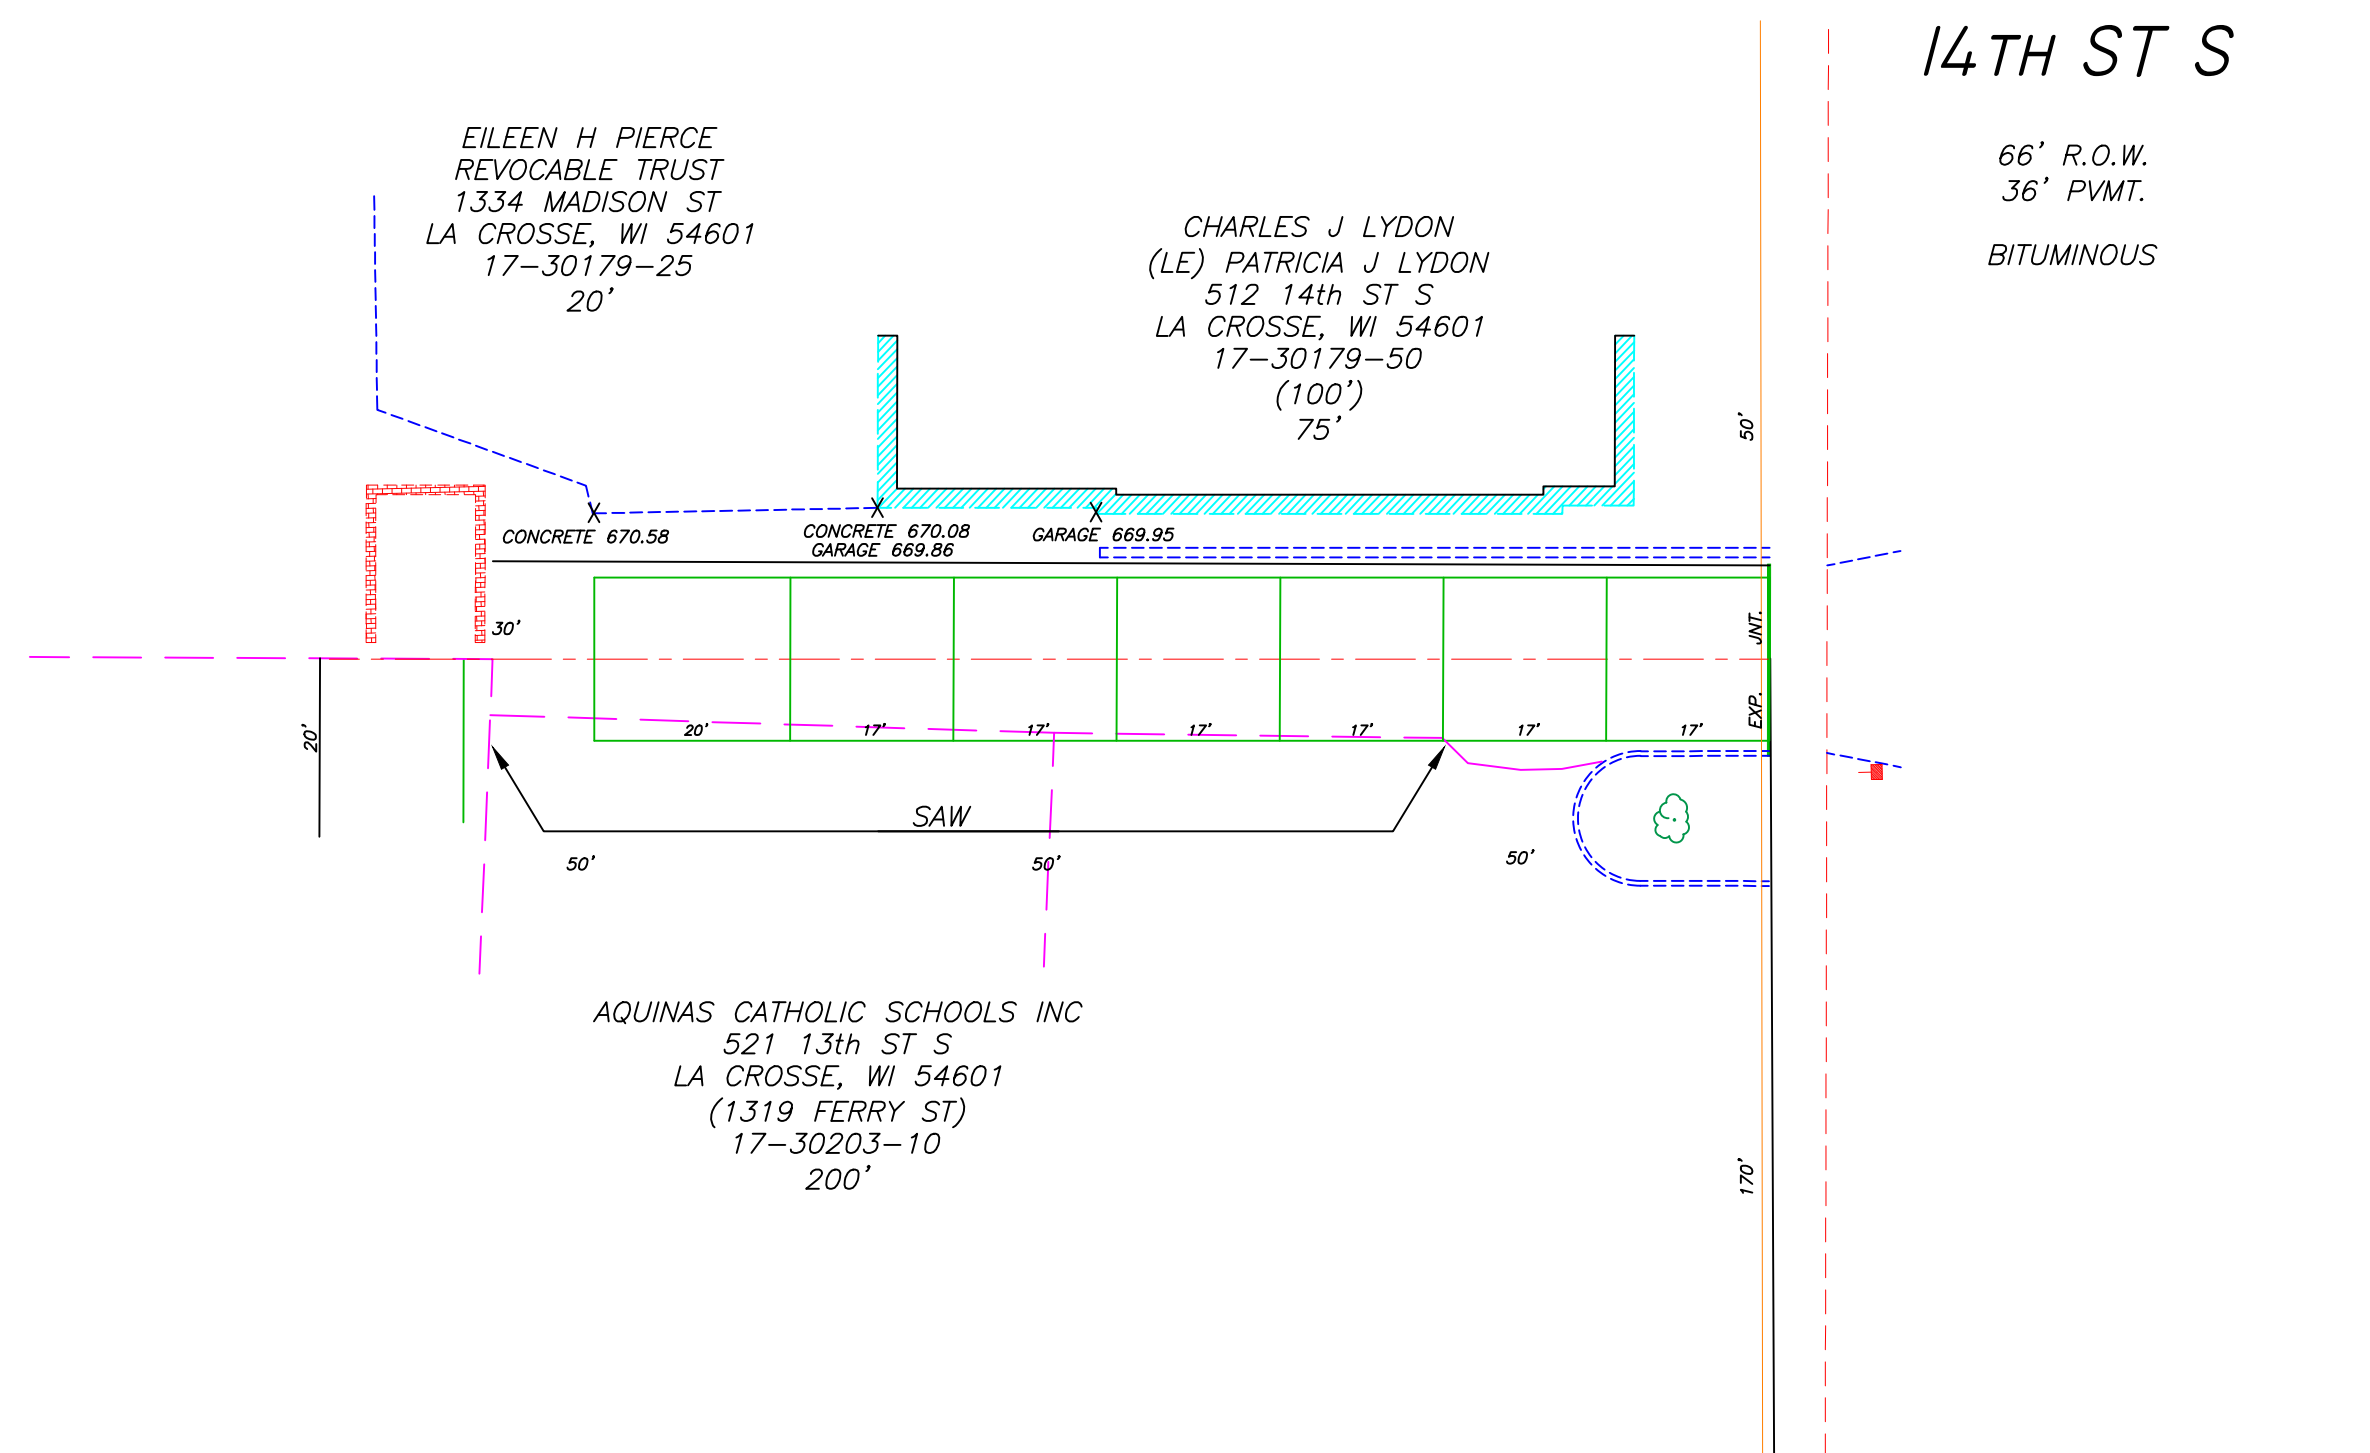 14TH ST S
66' R.O.W.
36' PVMT.
BITUMINOUS
EILEEN H PIERCE
REVOCABLE TRUST
1334 MADISON ST
LA CROSSE, WI 54601
17-30179-25
20'
CHARLES J LYDON
(LE) PATRICIA J LYDON
512 14th ST S
LA CROSSE, WI 54601
17-30179-50
(100')
75'
50'
CONCRETE 670.58
CONCRETE 670.08
GARAGE 669.86
GARAGE 669.95
30'
EXP. JNT.
20'
20'
17'
17'
17'
17'
17'
17'
SAW
50'
50'
50'
AQUINAS CATHOLIC SCHOOLS INC
521 13th ST S
LA CROSSE, WI 54601
(1319 FERRY ST)
17-30203-10
200'
170'